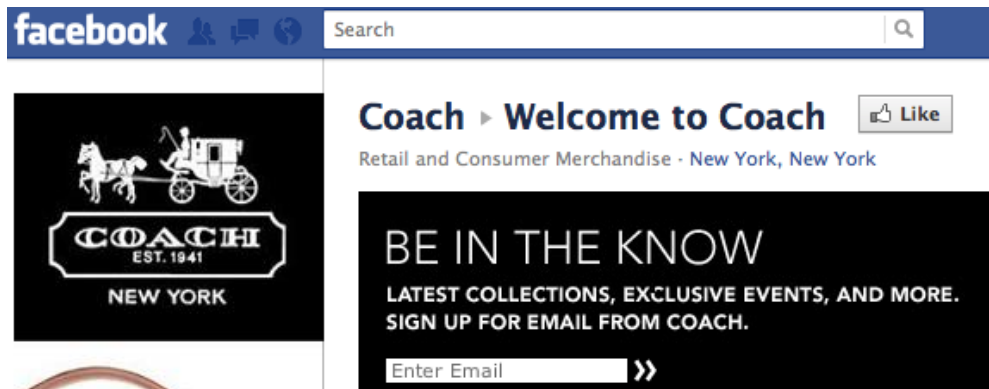 facebook
Search
Coach ▸ Welcome to Coach
Like
Retail and Consumer Merchandise · New York, New York
COACH
EST. 1941
NEW YORK
BE IN THE KNOW
LATEST COLLECTIONS, EXCLUSIVE EVENTS, AND MORE.
SIGN UP FOR EMAIL FROM COACH.
Enter Email